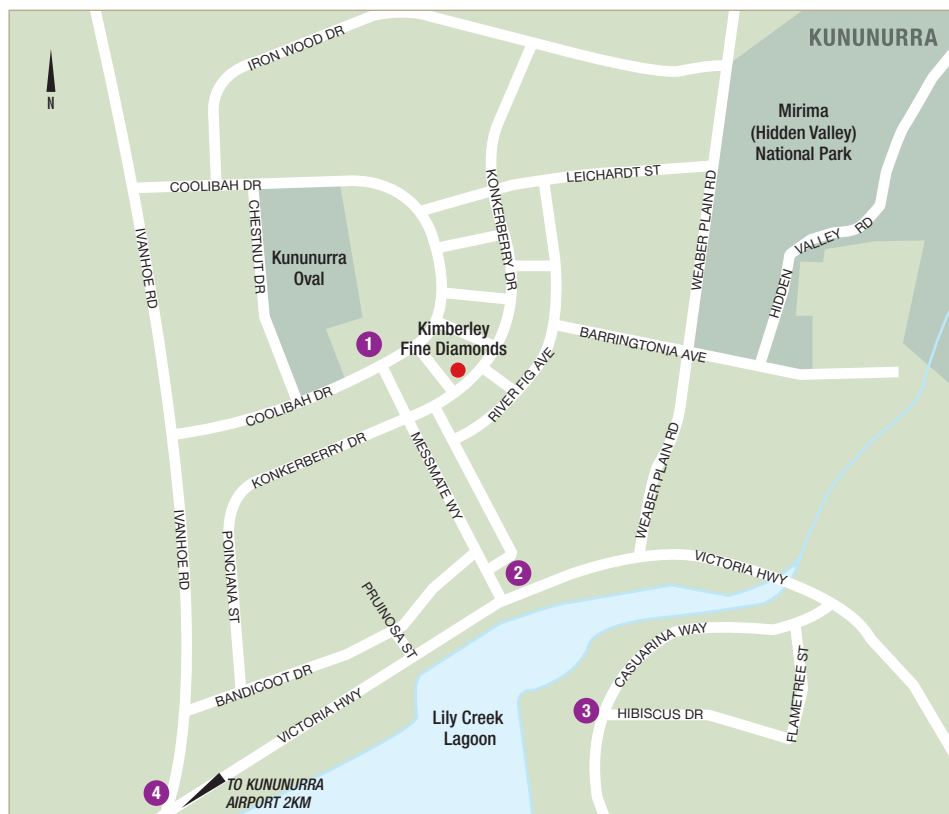 KUNUNURRA
IRON WOOD DR
N
Mirima
(Hidden Valley)
National Park
COOLIBAH DR
LEICHARDT ST
CHESTNUT DR
KONKERBERRY DR
WEABER PLAIN RD
IVANHOE RD
Kununurra
Oval
HIDDEN VALLEY RD
1
Kimberley
Fine Diamonds
BARRINGTONIA AVE
RIVER FIG AVE
COOLIBAH DR
KONKERBERRY DR
MESSMATE WY
WEABER PLAIN RD
IVANHOE RD
POINCIANA ST
2
VICTORIA HWY
PRUINOSA ST
CASUARINA WAY
FLAMETREE ST
BANDICOOT DR
VICTORIA HWY
3
HIBISCUS DR
Lily Creek
Lagoon
4
TO KUNUNURRA
AIRPORT 2KM